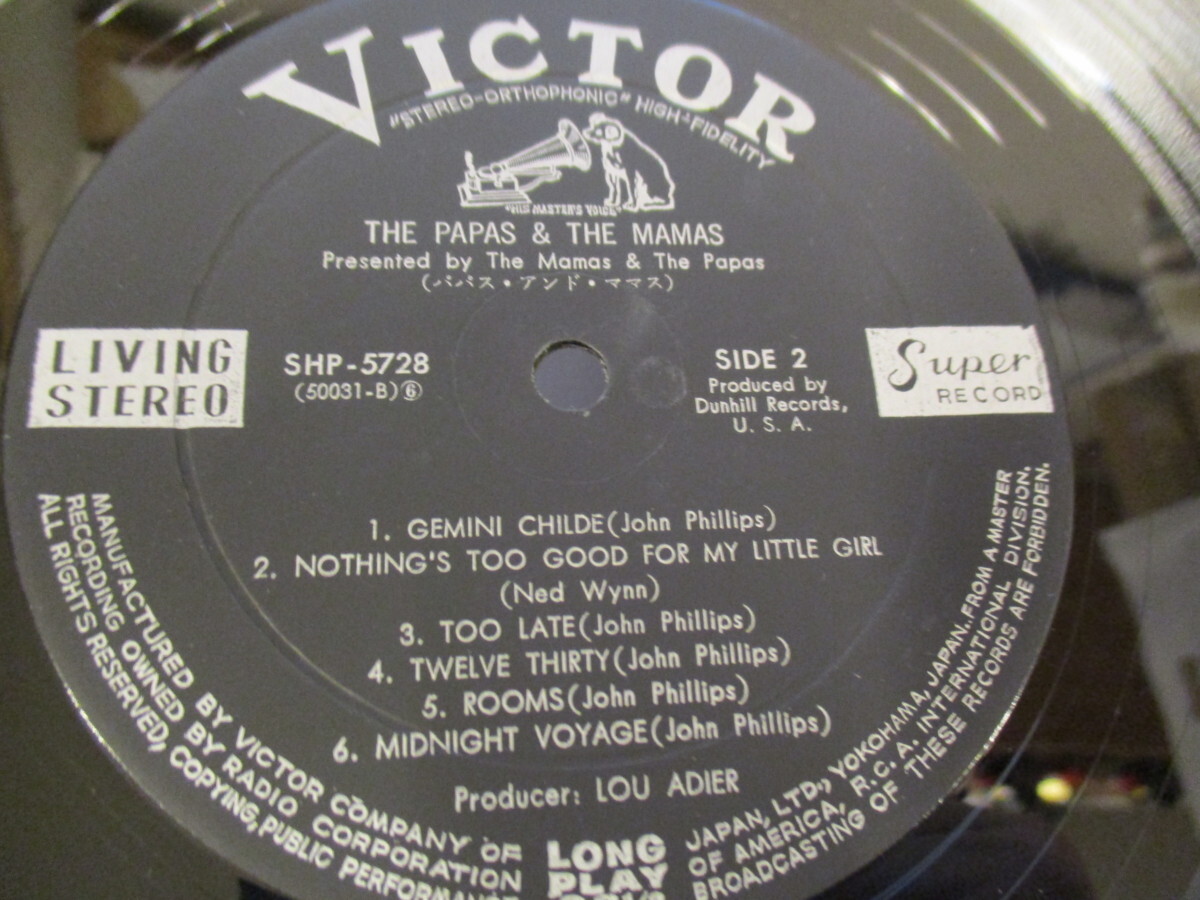 VICTOR
"STEREO-ORTHOPHONIC" HIGH-FIDELITY
"HIS MASTER'S VOICE"
THE PAPAS & THE MAMAS
Presented by The Mamas & The Papas
(パパス・アンド・ママス)
LIVING
STEREO
SHP-5728
(50031-B)⑥
SIDE 2
Produced by
Dunhill Records,
U. S. A.
Super
RECORD
1. GEMINI CHILDE(John Phillips)
2. NOTHING'S TOO GOOD FOR MY LITTLE GIRL
(Ned Wynn)
3. TOO LATE(John Phillips)
4. TWELVE THIRTY(John Phillips)
5. ROOMS(John Phillips)
6. MIDNIGHT VOYAGE(John Phillips)
Producer: LOU ADIER
LONG
PLAY
MANUFACTURED BY VICTOR COMPANY OF JAPAN, LTD., YOKOHAMA, JAPAN. FROM A MASTER
RECORDING OWNED BY RADIO CORPORATION OF AMERICA, R.C.A. INTERNATIONAL DIVISION.
ALL RIGHTS RESERVED, COPYING, PUBLIC PERFORMANCE BROADCASTING OF THESE RECORDS ARE FORBIDDEN.